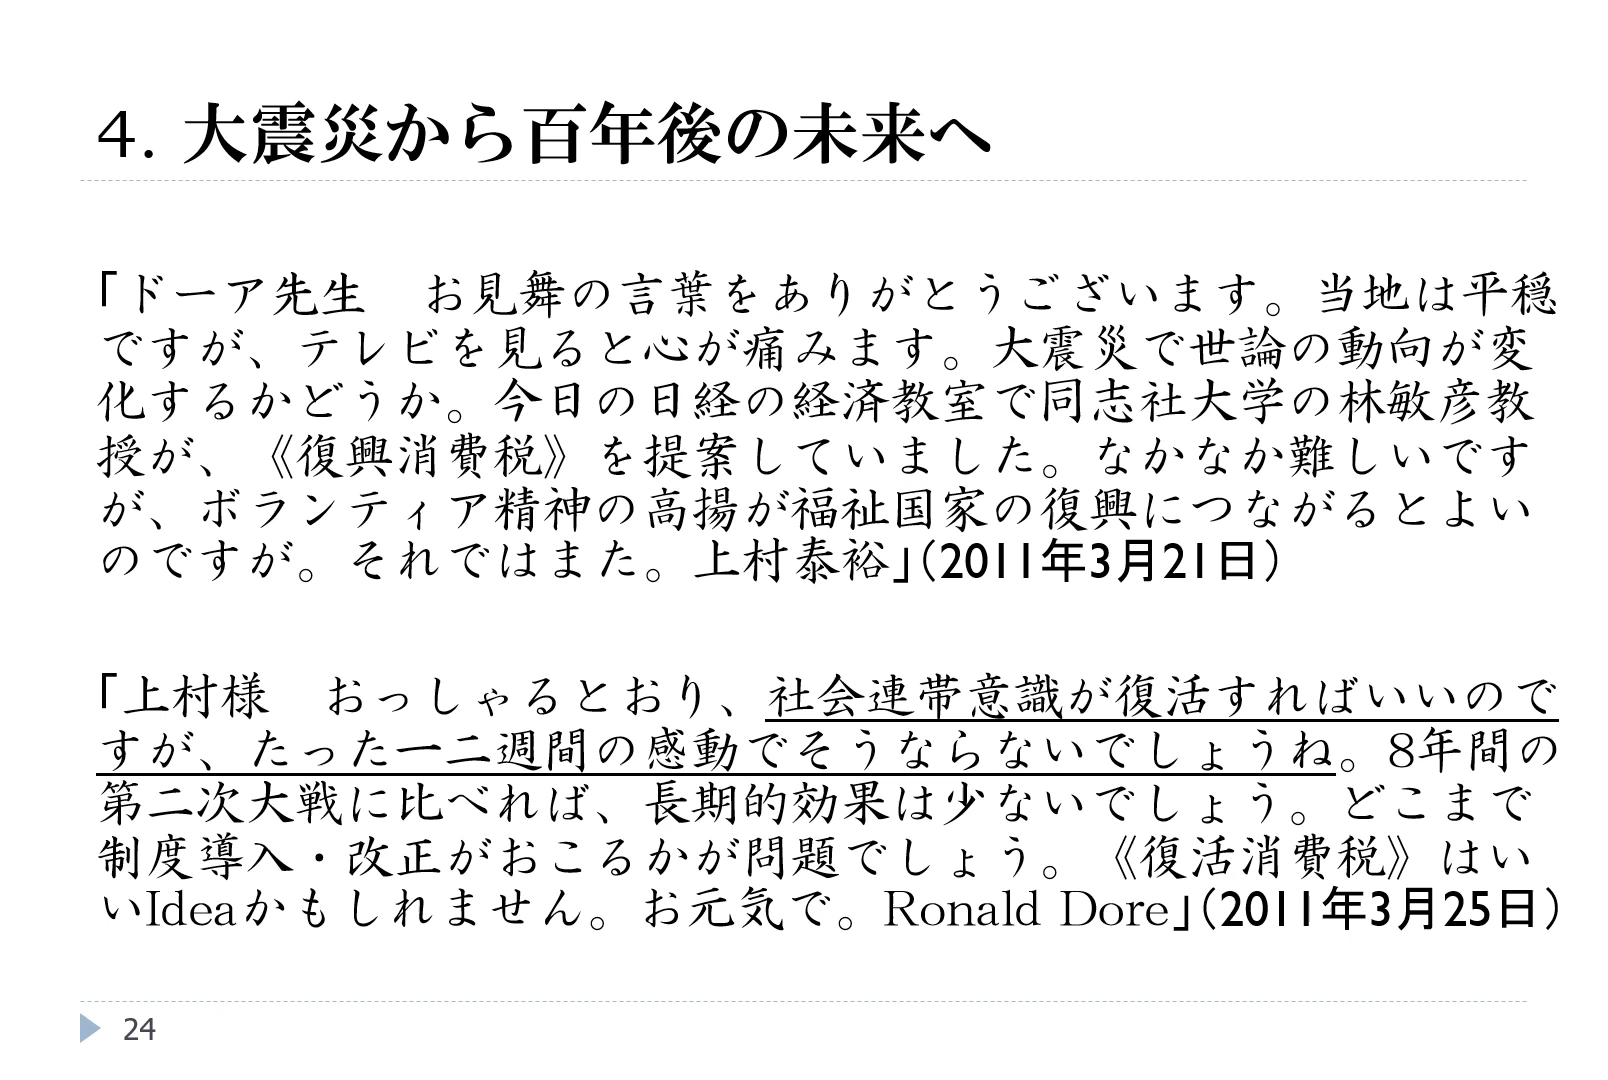 4. 大震災から百年後の未来へ
「ドーア先生　お見舞の言葉をありがとうございます。当地は平穏
ですが、テレビを見ると心が痛みます。大震災で世論の動向が変
化するかどうか。今日の日経の経済教室で同志社大学の林敏彦教
授が、《復興消費税》を提案していました。なかなか難しいです
が、ボランティア精神の高揚が福祉国家の復興につながるとよい
のですが。それではまた。上村泰裕」（2011年3月21日）
「上村様　おっしゃるとおり、社会連帯意識が復活すればいいので
すが、たった一二週間の感動でそうならないでしょうね。8年間の
第二次大戦に比べれば、長期的効果は少ないでしょう。どこまで
制度導入・改正がおこるかが問題でしょう。《復活消費税》はい
いIdeaかもしれません。お元気で。Ronald Dore」（2011年3月25日）
24